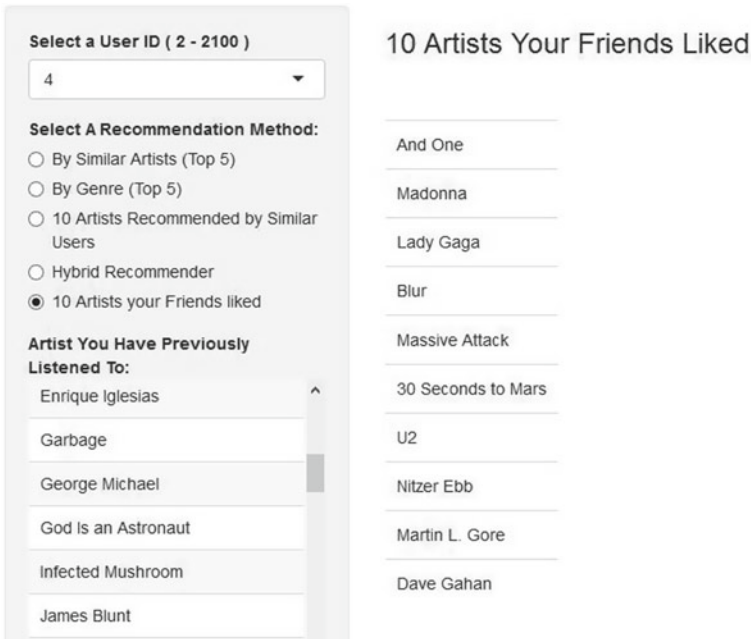 Select a User ID ( 2 - 2100 )
4
Select A Recommendation Method:
By Similar Artists (Top 5)
By Genre (Top 5)
10 Artists Recommended by Similar
Users
Hybrid Recommender
10 Artists your Friends liked
Artist You Have Previously
Listened To:
Enrique Iglesias
Garbage
George Michael
God Is an Astronaut
Infected Mushroom
James Blunt
10 Artists Your Friends Liked
And One
Madonna
Lady Gaga
Blur
Massive Attack
30 Seconds to Mars
U2
Nitzer Ebb
Martin L. Gore
Dave Gahan